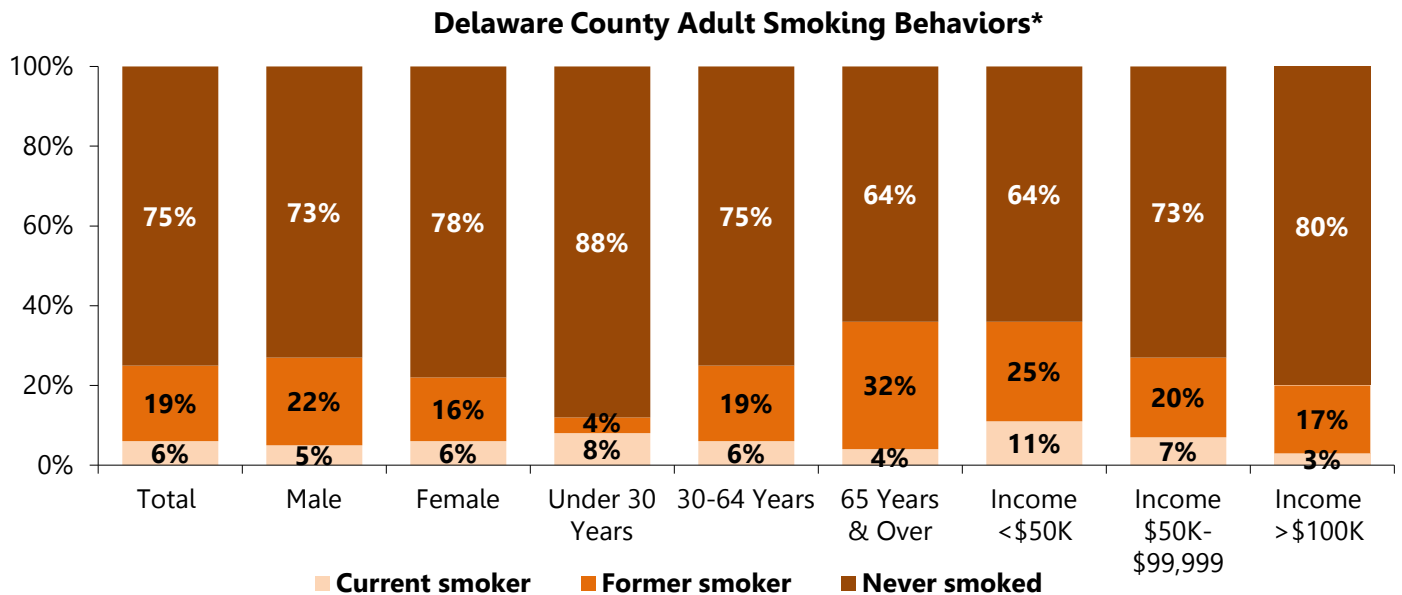 Delaware County Adult Smoking Behaviors*
100%
80%
60%
40%
20%
0%
75%
19%
6%
73%
22%
5%
78%
16%
6%
88%
4%
8%
75%
19%
6%
64%
32%
4%
64%
25%
11%
73%
20%
7%
80%
17%
3%
Total
Male
Female
Under 30
Years
30-64 Years
65 Years
& Over
Income
<$50K
Income
$50K-
$99,999
Income
>$100K
Current smoker
Former smoker
Never smoked